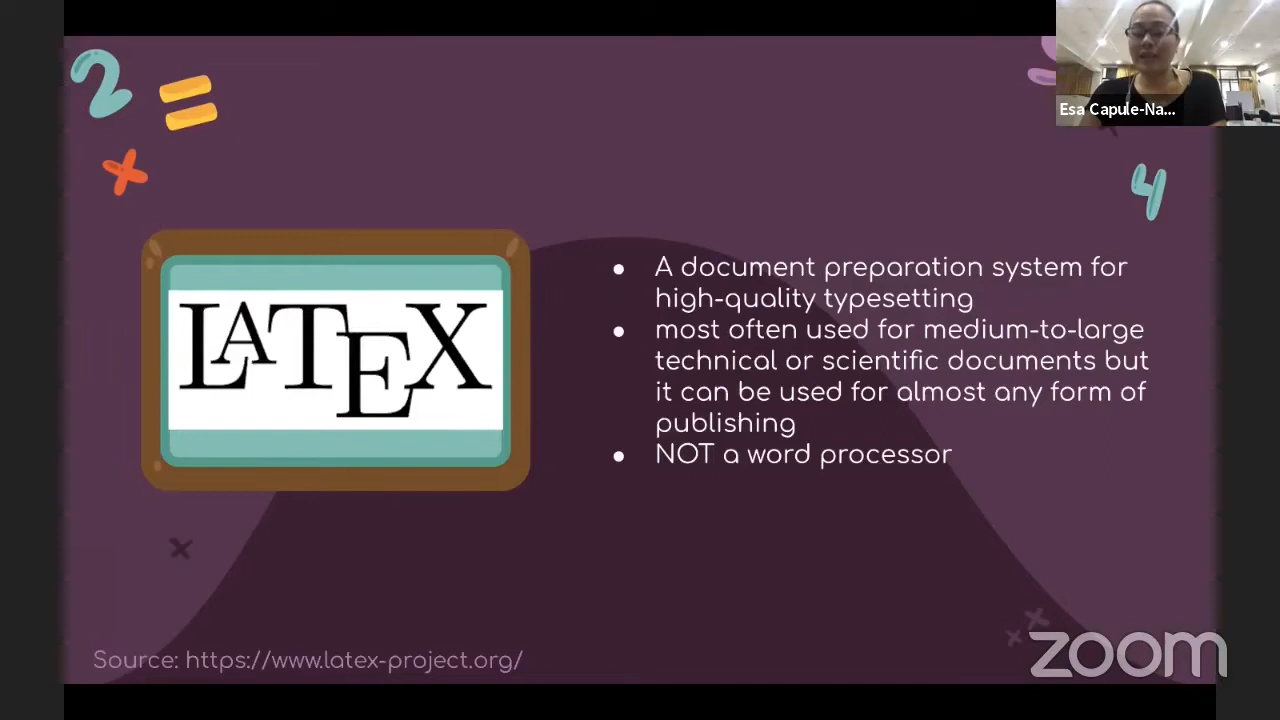 2 =
Esa Capule-Na...
4
LATEX
● A document preparation system for
high-quality typesetting
● most often used for medium-to-large
technical or scientific documents but
it can be used for almost any form of
publishing
● NOT a word processor
Source: https://www.latex-project.org/
zoom